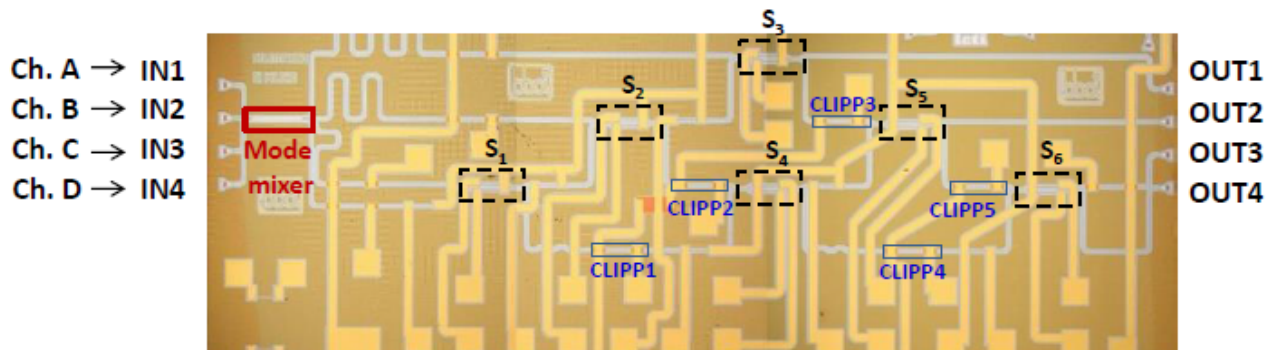 Ch. A → IN1
Ch. B → IN2
Ch. C → IN3
Ch. D → IN4
Mode
mixer
S1
S2
S3
S4
S5
S6
CLIPP1
CLIPP2
CLIPP3
CLIPP4
CLIPP5
OUT1
OUT2
OUT3
OUT4